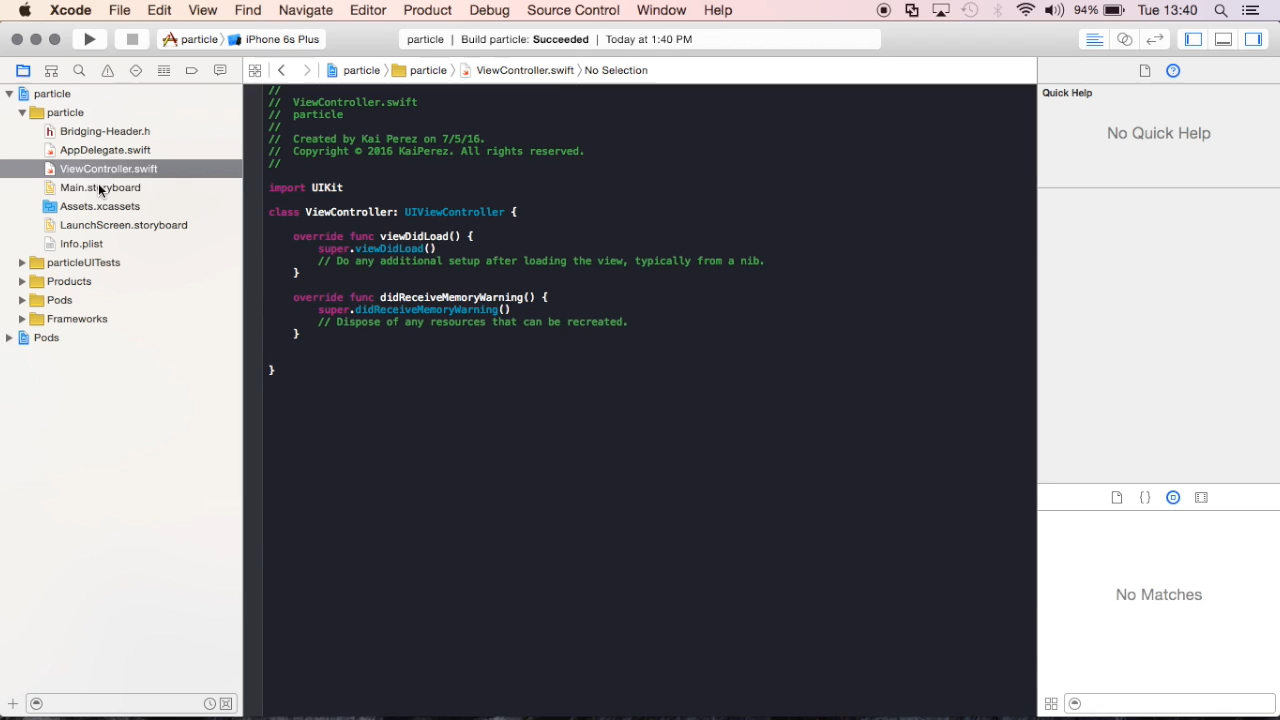 Xcode File Edit View Find Navigate Editor Product Debug Source Control Window Help 94% Tue 13:40
particle iPhone 6s Plus particle | Build particle: Succeeded | Today at 1:40 PM
particle particle ViewController.swift No Selection
particle
particle
Bridging-Header.h
AppDelegate.swift
ViewController.swift
Main.storyboard
Assets.xcassets
LaunchScreen.storyboard
Info.plist
particleUITests
Products
Pods
Frameworks
Pods
//
// ViewController.swift
// particle
//
// Created by Kai Perez on 7/5/16.
// Copyright © 2016 KaiPerez. All rights reserved.
//
import UIKit
class ViewController: UIViewController {
override func viewDidLoad() {
super.viewDidLoad()
// Do any additional setup after loading the view, typically from a nib.
}
override func didReceiveMemoryWarning() {
super.didReceiveMemoryWarning()
// Dispose of any resources that can be recreated.
}
}
Quick Help
No Quick Help
No Matches